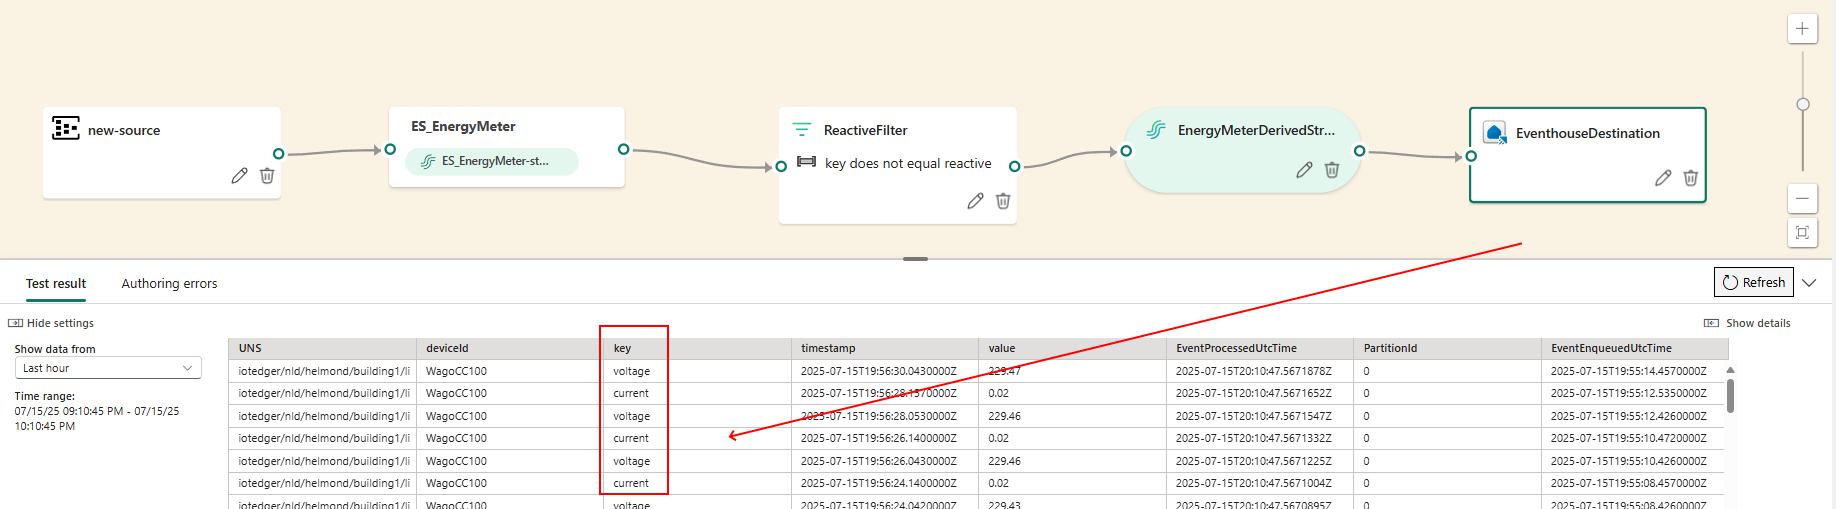 new-source
ES_EnergyMeter
ES_EnergyMeter-st...
ReactiveFilter
key does not equal reactive
EnergyMeterDerivedStr...
EventhouseDestination
Test result
Authoring errors
Refresh
Hide settings
Show details
Show data from
Last hour
Time range:
07/15/25 09:10:45 PM - 07/15/25
10:10:45 PM
UNS deviceId key timestamp value EventProcessedUtcTime PartitionId EventEnqueuedUtcTime
iotedger/nld/helmond/building1/li WagoCC100 voltage 2025-07-15T19:56:30.0430000Z 229.47 2025-07-15T20:10:47.5671878Z 0 2025-07-15T19:55:14.4570000Z
iotedger/nld/helmond/building1/li WagoCC100 current 2025-07-15T19:56:28.1570000Z 0.02 2025-07-15T20:10:47.5671652Z 0 2025-07-15T19:55:12.5350000Z
iotedger/nld/helmond/building1/li WagoCC100 voltage 2025-07-15T19:56:28.0530000Z 229.46 2025-07-15T20:10:47.5671547Z 0 2025-07-15T19:55:12.4260000Z
iotedger/nld/helmond/building1/li WagoCC100 current 2025-07-15T19:56:26.1400000Z 0.02 2025-07-15T20:10:47.5671332Z 0 2025-07-15T19:55:10.4720000Z
iotedger/nld/helmond/building1/li WagoCC100 voltage 2025-07-15T19:56:26.0430000Z 229.46 2025-07-15T20:10:47.5671225Z 0 2025-07-15T19:55:10.4260000Z
iotedger/nld/helmond/building1/li WagoCC100 current 2025-07-15T19:56:24.1400000Z 0.02 2025-07-15T20:10:47.5671004Z 0 2025-07-15T19:55:08.4570000Z
iotedger/nld/helmond/building1/li WagoCC100 voltage 2025-07-15T19:56:24.0420000Z 229.43 2025-07-15T20:10:47.5670895Z 0 2025-07-15T19:55:08.4260000Z